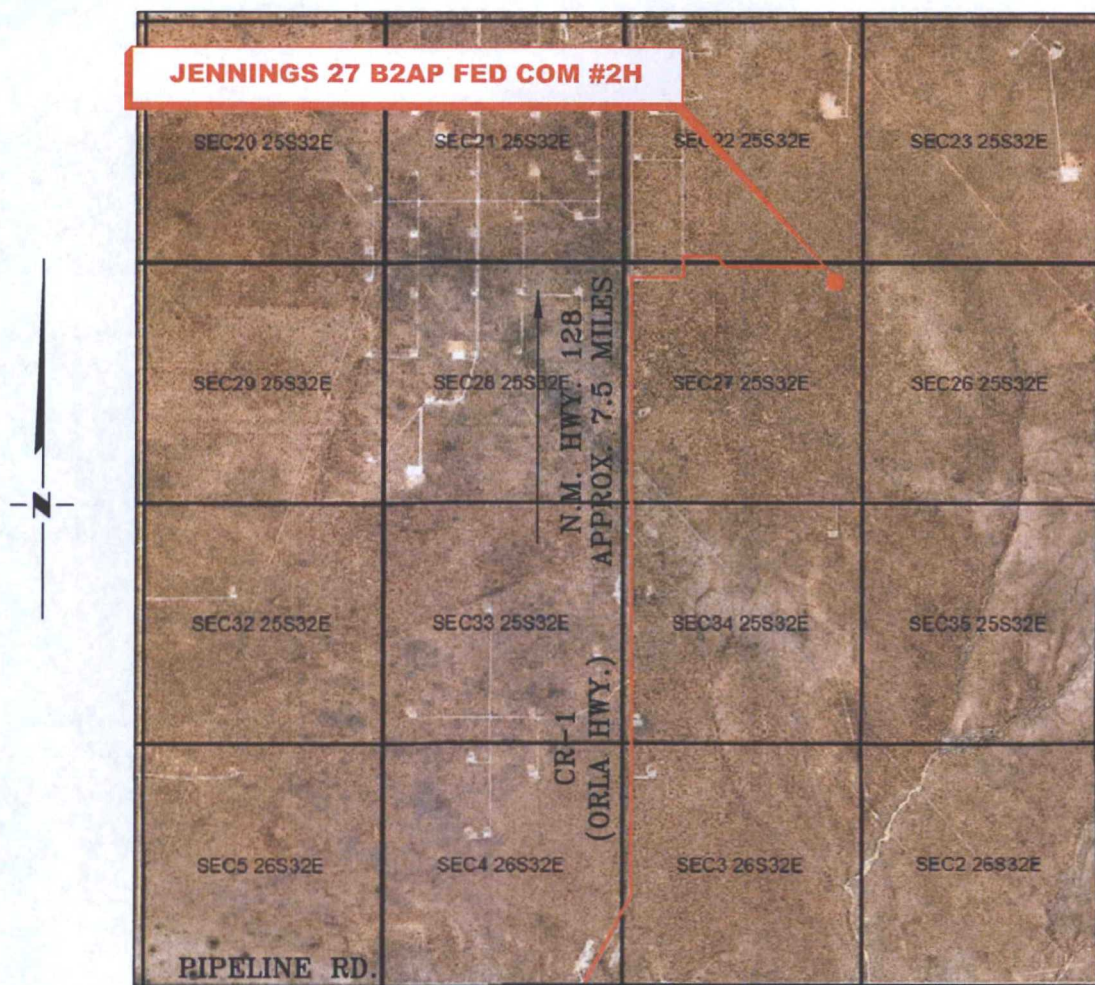 JENNINGS 27 B2AP FED COM #2H
SEC20 25S32E
SEC21 25S32E
SEC22 25S32E
SEC23 25S32E
SEC29 25S32E
SEC28 25S32E
SEC27 25S32E
SEC26 25S32E
N.M. HWY. 128
APPROX. 7.5 MILES
N
SEC32 25S32E
SEC33 25S32E
SEC34 25S32E
SEC35 25S32E
CR-1
(ORLA HWY.)
SEC5 26S32E
SEC4 26S32E
SEC3 26S32E
SEC2 26S32E
PIPELINE RD.